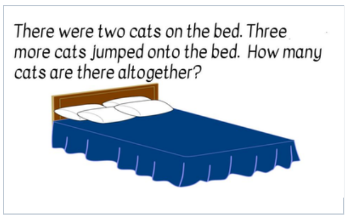 There were two cats on the bed. Three
more cats jumped onto the bed. How many
cats are there altogether?